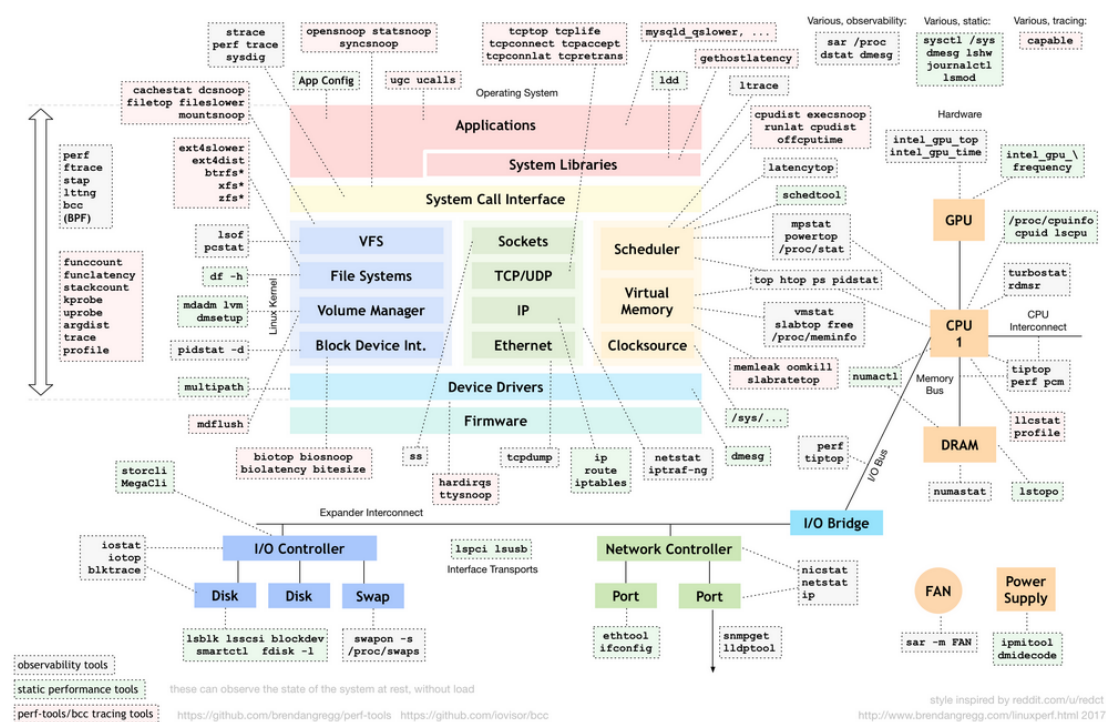 strace
perf trace
sysdig
opensnoop statsnoop
syncsnoop
tcptop tcplife
tcpconnect tcpaccept
tcpconnlat tcpretrans
mysqld_qslower, ...
gethostlatency
Various, observability:
sar /proc
dstat dmesg
Various, static:
sysctl /sys
dmesg lshw
journalctl
lsmod
Various, tracing:
capable
App Config
ugc ucalls
ldd
ltrace
Operating System
cachestat dcsnoop
filetop fileslower
mountsnoop
Applications
System Libraries
System Call Interface
cpudist execsnoop
runlat cpudist
offcputime
Hardware
intel_gpu_top
intel_gpu_time
intel_gpu_\
frequency
perf
ftrace
stap
lttng
bcc
(BPF)
ext4slower
ext4dist
btrfs*
xfs*
zfs*
latencytop
schedtool
GPU
lsof
pcstat
VFS
Sockets
Scheduler
mpstat
powertop
/proc/stat
/proc/cpuinfo
cpuid lscpu
funccount
funclatency
stackcount
kprobe
uprobe
argdist
trace
profile
df -h
Linux Kernel
File Systems
TCP/UDP
top htop ps pidstat
turbostat
rdmsr
mdadm lvm
dmsetup
Volume Manager
IP
Virtual
Memory
vmstat
slabtop free
/proc/meminfo
CPU
1
CPU
Interconnect
pidstat -d
Block Device Int.
Ethernet
Clocksource
memleak oomkill
slabratetop
numactl
Memory
Bus
tiptop
perf pcm
multipath
Device Drivers
mdflush
Firmware
/sys/...
llcstat
profile
DRAM
biotop biosnoop
biolatency bitesize
ss
tcpdump
ip
route
iptables
netstat
iptraf-ng
dmesg
perf
tiptop
I/O Bus
storcli
MegaCli
hardirqs
ttysnoop
numastat
lstopo
Expander Interconnect
I/O Bridge
iostat
iotop
blktrace
I/O Controller
lspci lsusb
Interface Transports
Network Controller
nicstat
netstat
ip
Disk
Disk
Swap
Port
Port
FAN
Power
Supply
lsblk lsscsi blockdev
smartctl fdisk -l
swapon -s
/proc/swaps
ethtool
ifconfig
snmpget
lldptool
sar -m FAN
ipmitool
dmidecode
observability tools
static performance tools
these can observe the state of the system at rest, without load
perf-tools/bcc tracing tools
https://github.com/brendangregg/perf-tools https://github.com/iovisor/bcc
style inspired by reddit.com/u/redct
http://www.brendangregg.com/linuxperf.html 2017